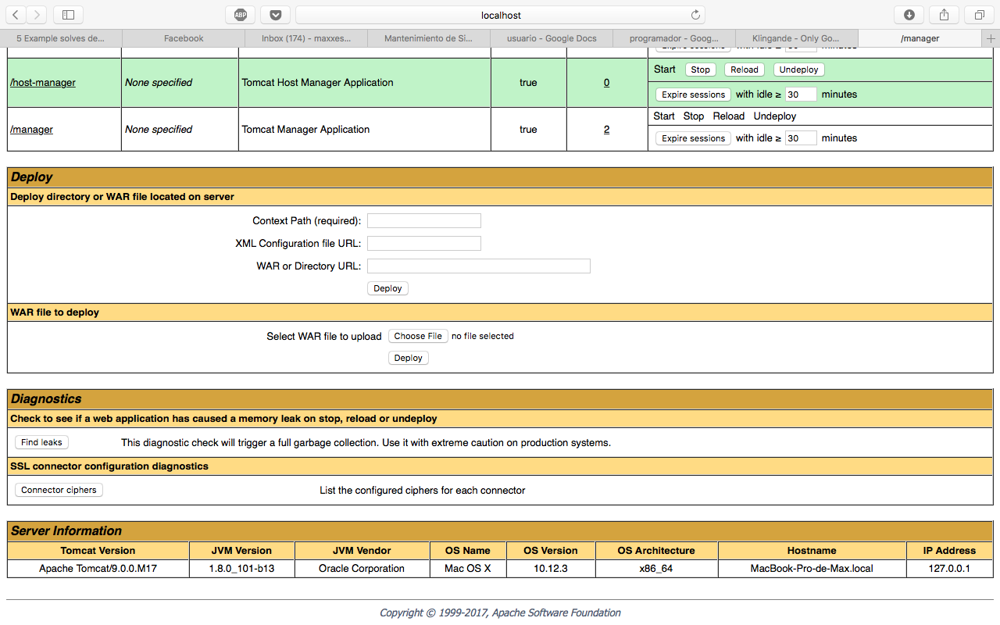 ABP
localhost
5 Example solves de...
Facebook
Inbox (174) - maxxes...
Mantenimiento de Si...
usuario - Google Docs
programador - Goog...
Klingande - Only Go...
/manager
/host-manager
None specified
Tomcat Host Manager Application
true
0
Start Stop Reload Undeploy
Expire sessions with idle ≥ 30 minutes
/manager
None specified
Tomcat Manager Application
true
2
Start Stop Reload Undeploy
Expire sessions with idle ≥ 30 minutes
Deploy
Deploy directory or WAR file located on server
Context Path (required):
XML Configuration file URL:
WAR or Directory URL:
Deploy
WAR file to deploy
Select WAR file to upload Choose File no file selected
Deploy
Diagnostics
Check to see if a web application has caused a memory leak on stop, reload or undeploy
Find leaks This diagnostic check will trigger a full garbage collection. Use it with extreme caution on production systems.
SSL connector configuration diagnostics
Connector ciphers List the configured ciphers for each connector
Server Information
Tomcat Version JVM Version JVM Vendor OS Name OS Version OS Architecture Hostname IP Address
Apache Tomcat/9.0.0.M17 1.8.0_101-b13 Oracle Corporation Mac OS X 10.12.3 x86_64 MacBook-Pro-de-Max.local 127.0.0.1
Copyright © 1999-2017, Apache Software Foundation